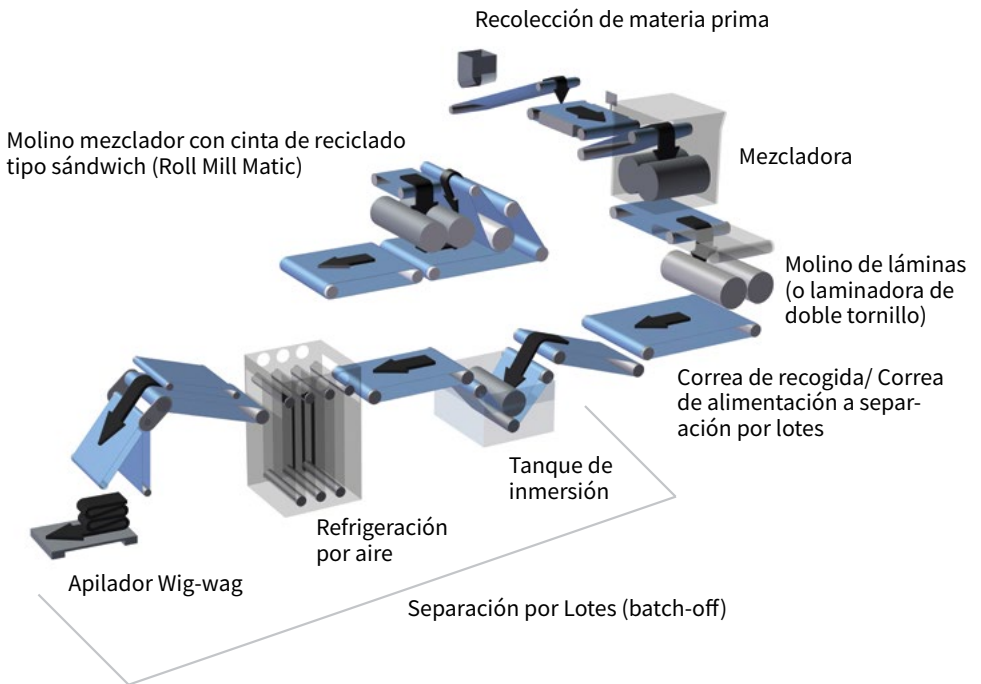 Recolección de materia prima
Molino mezclador con cinta de reciclado
tipo sándwich (Roll Mill Matic)
Mezcladora
Molino de láminas
(o laminadora de
doble tornillo)
Correa de recogida/ Correa
de alimentación a separ-
ación por lotes
Tanque de
inmersión
Refrigeración
por aire
Apilador Wig-wag
Separación por Lotes (batch-off)